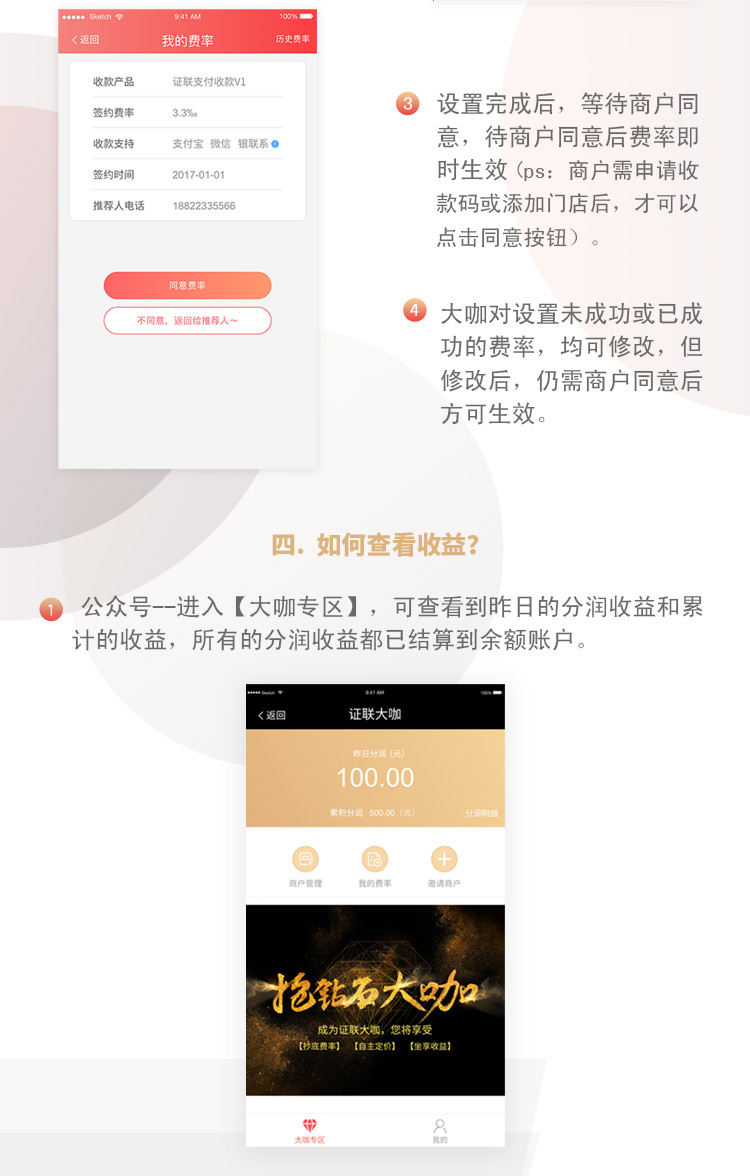 Sketch 9:41 AM 100%
返回 我的费率 历史费率
收款产品 证联支付收款V1
签约费率 3.3‰
收款支持 支付宝 微信 银联系
签约时间 2017-01-01
推荐人电话 18822335566
同意费率
不同意，返回给推荐人～
3 设置完成后，等待商户同
意，待商户同意后费率即
时生效(ps：商户需申请收
款码或添加门店后，才可以
点击同意按钮）。
4 大咖对设置未成功或已成
功的费率，均可修改，但
修改后，仍需商户同意后
方可生效。
四. 如何查看收益？
1 公众号--进入【大咖专区】，可查看到昨日的分润收益和累
计的收益，所有的分润收益都已结算到余额账户。
Sketch 9:41 AM 100%
返回 证联大咖
昨日分润（元）
100.00
累积分润 500.00（元） 分润明细
商户管理 我的费率 邀请商户
抢钻石大咖
成为证联大咖，您将享受
【抄底费率】 【自主定价】 【坐享收益】
大咖专区 我的